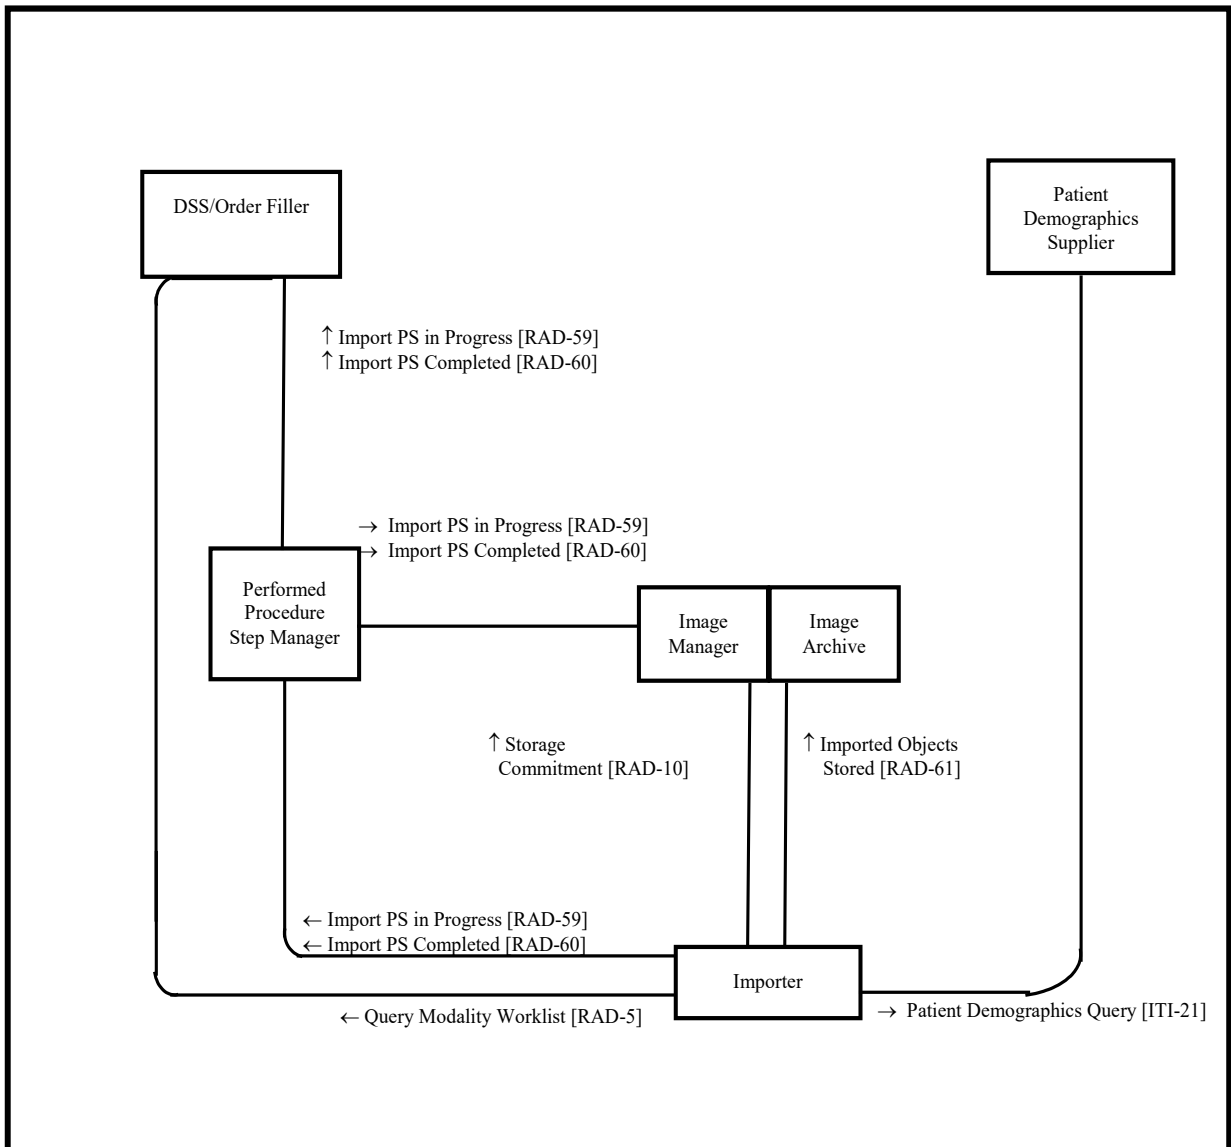 DSS/Order Filler
Patient
Demographics
Supplier
↑ Import PS in Progress [RAD-59]
↑ Import PS Completed [RAD-60]
→ Import PS in Progress [RAD-59]
→ Import PS Completed [RAD-60]
Performed
Procedure
Step Manager
Image
Manager
Image
Archive
↑ Storage
Commitment [RAD-10]
↑ Imported Objects
Stored [RAD-61]
← Import PS in Progress [RAD-59]
← Import PS Completed [RAD-60]
Importer
← Query Modality Worklist [RAD-5]
→ Patient Demographics Query [ITI-21]